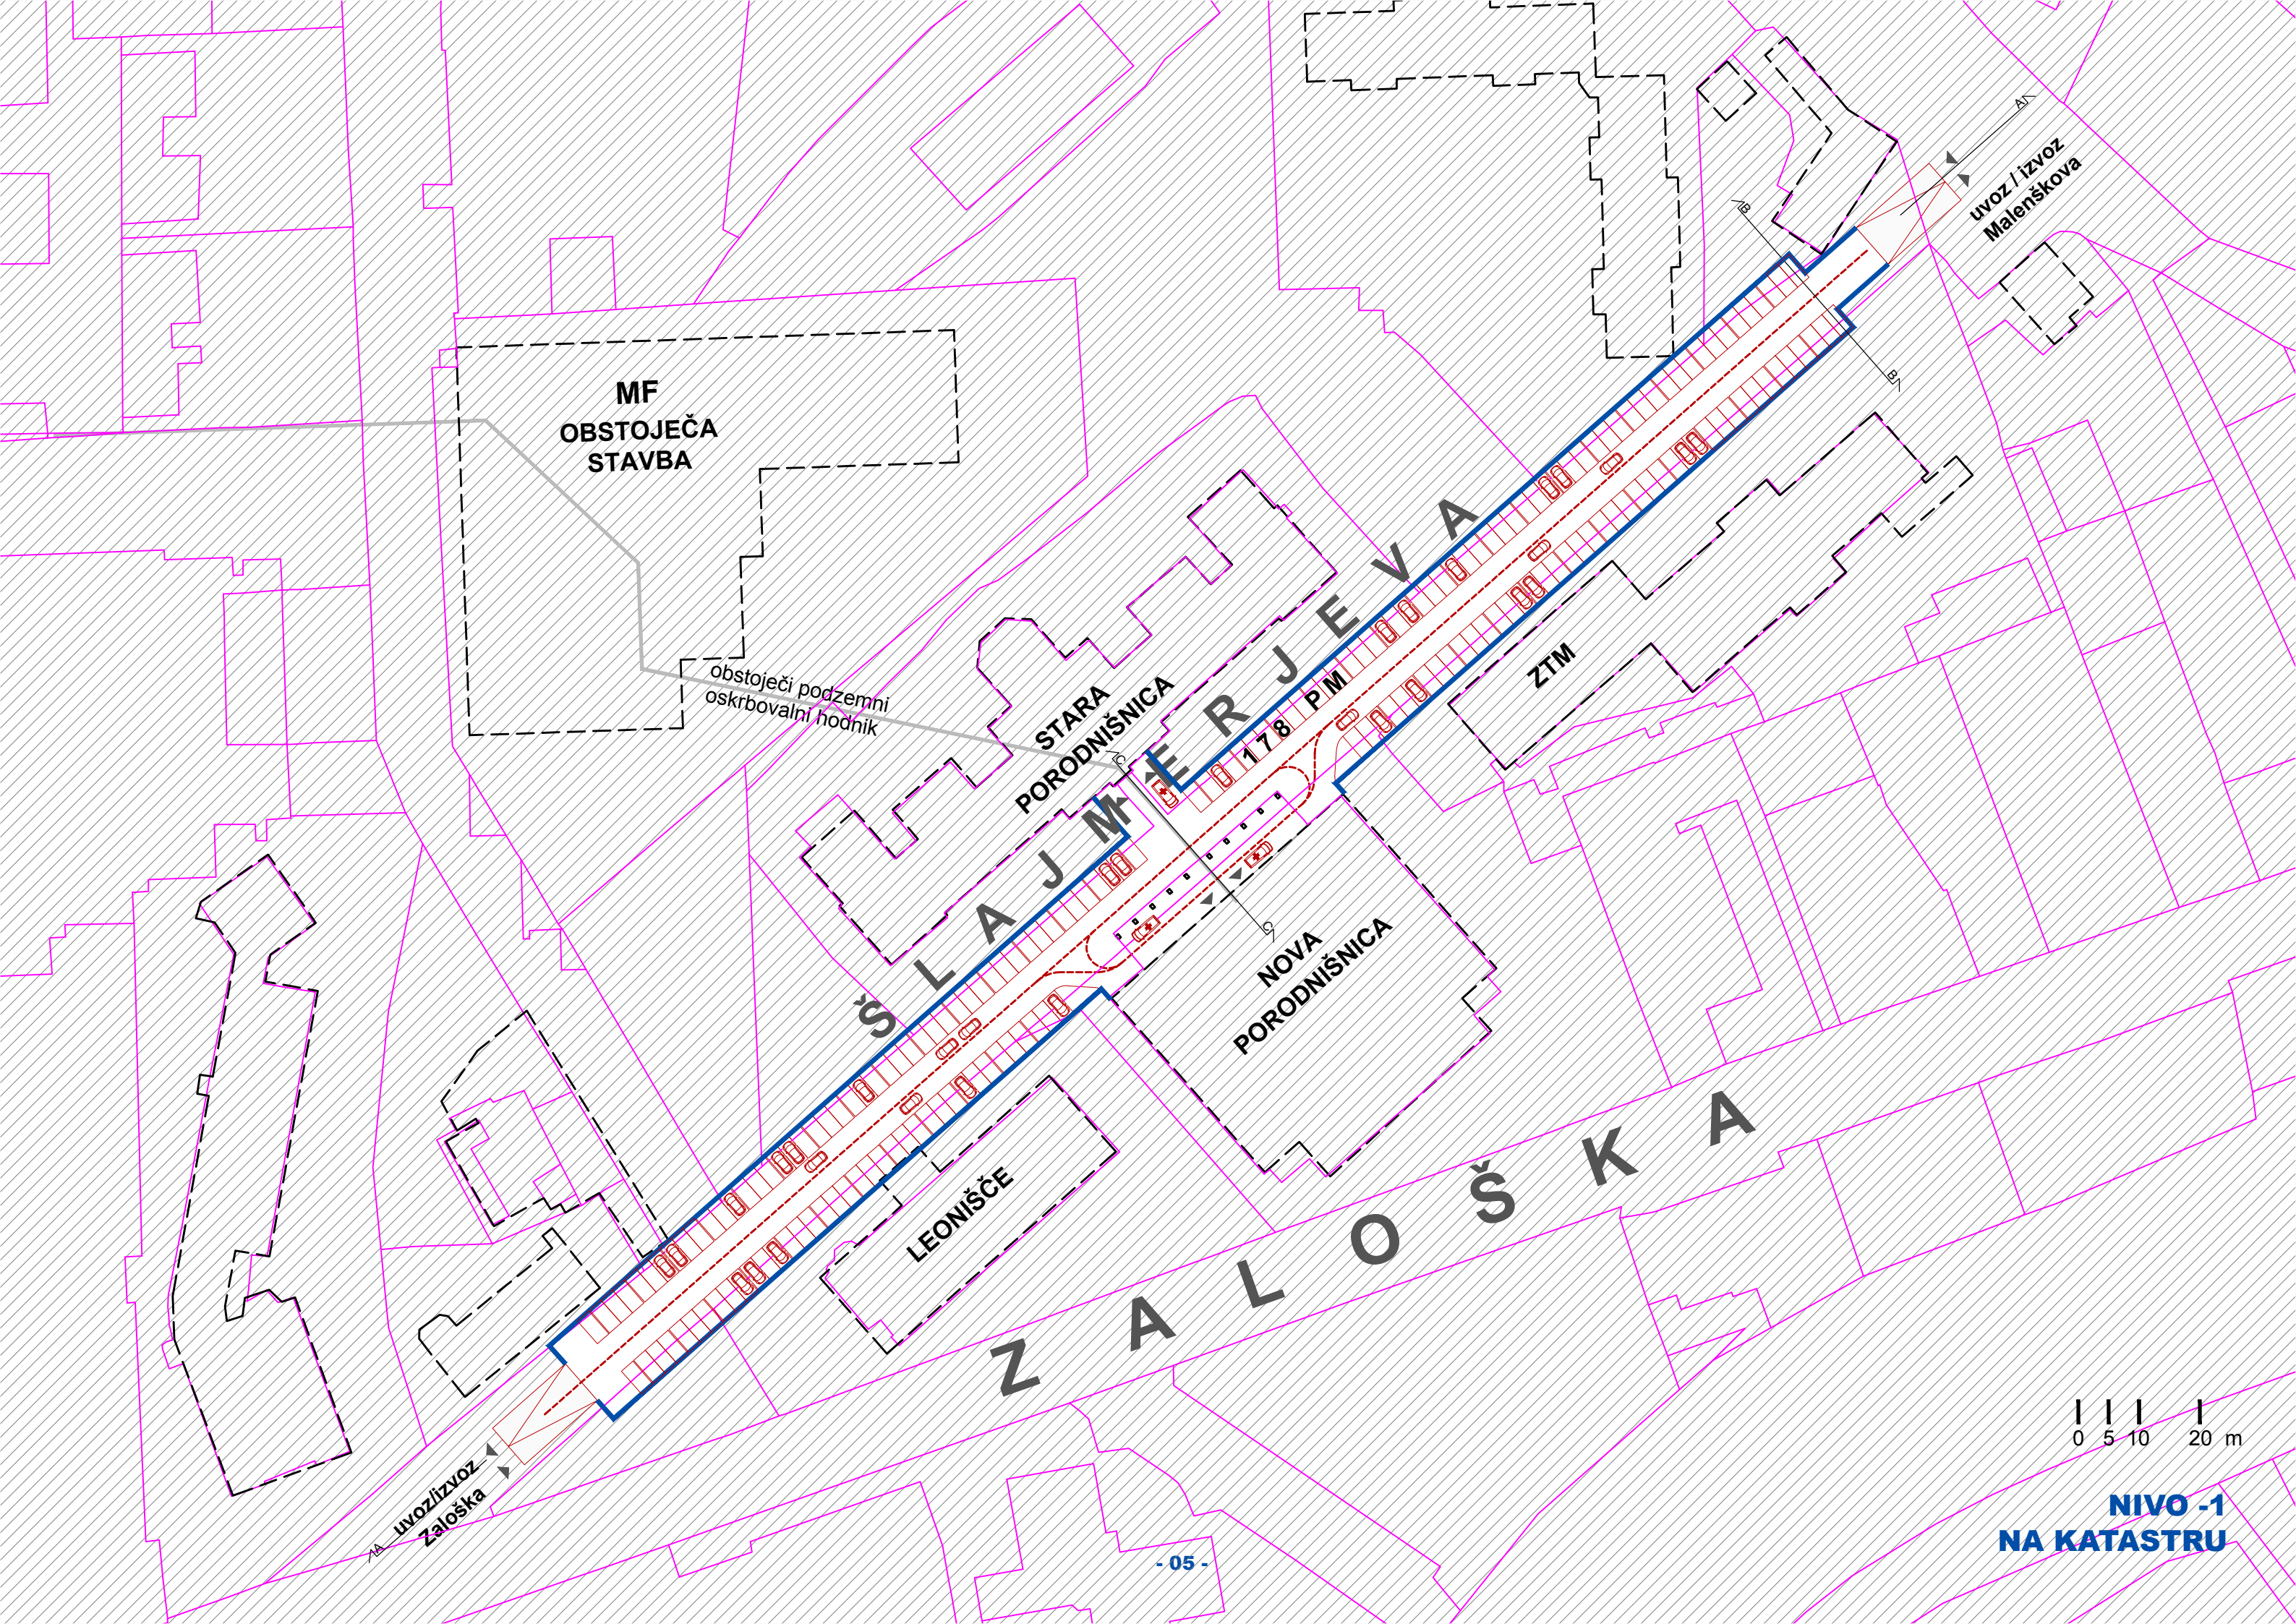 A
uvoz / izvoz
Malenškova
B
B
MF
OBSTOJEČA
STAVBA
obstoječi podzemni
oskrbovalni hodnik
STARA
PORODNIŠNICA
ŠLAJMERJEVA
178 PM
ZTM
C
C
NOVA
PORODNIŠNICA
LEONIŠČE
ZALOŠKA
uvoz/izvoz
Zaloška
A
0 5 10 20 m
NIVO -1
NA KATASTRU
- 05 -